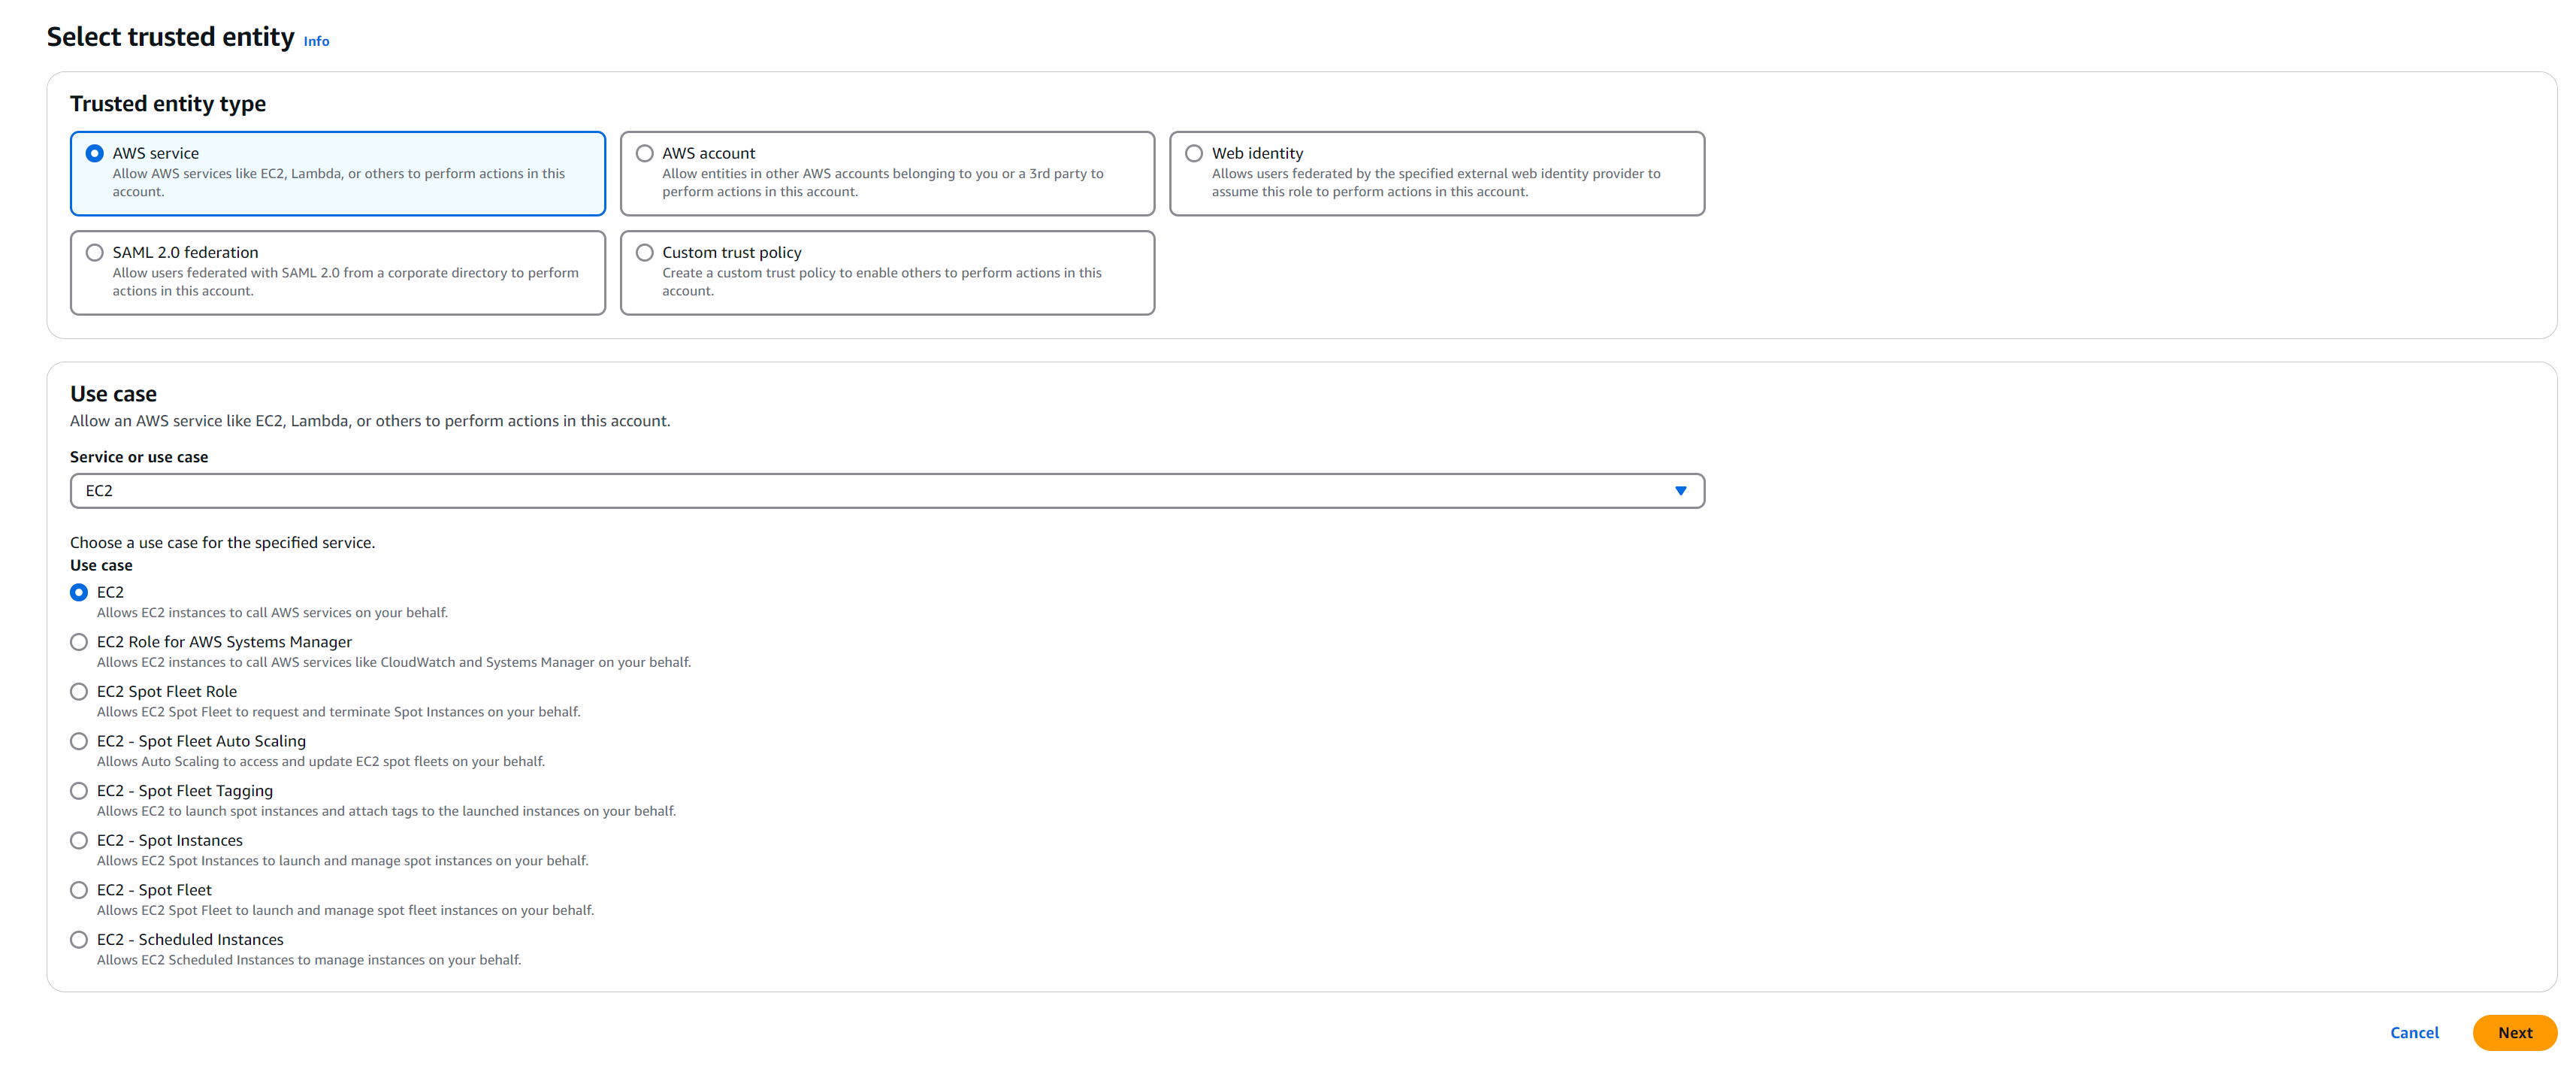 Select trusted entity Info
Trusted entity type
AWS service
Allow AWS services like EC2, Lambda, or others to perform actions in this
account.
AWS account
Allow entities in other AWS accounts belonging to you or a 3rd party to
perform actions in this account.
Web identity
Allows users federated by the specified external web identity provider to
assume this role to perform actions in this account.
SAML 2.0 federation
Allow users federated with SAML 2.0 from a corporate directory to perform
actions in this account.
Custom trust policy
Create a custom trust policy to enable others to perform actions in this
account.
Use case
Allow an AWS service like EC2, Lambda, or others to perform actions in this account.
Service or use case
EC2
Choose a use case for the specified service.
Use case
EC2
Allows EC2 instances to call AWS services on your behalf.
EC2 Role for AWS Systems Manager
Allows EC2 instances to call AWS services like CloudWatch and Systems Manager on your behalf.
EC2 Spot Fleet Role
Allows EC2 Spot Fleet to request and terminate Spot Instances on your behalf.
EC2 - Spot Fleet Auto Scaling
Allows Auto Scaling to access and update EC2 spot fleets on your behalf.
EC2 - Spot Fleet Tagging
Allows EC2 to launch spot instances and attach tags to the launched instances on your behalf.
EC2 - Spot Instances
Allows EC2 Spot Instances to launch and manage spot instances on your behalf.
EC2 - Spot Fleet
Allows EC2 Spot Fleet to launch and manage spot fleet instances on your behalf.
EC2 - Scheduled Instances
Allows EC2 Scheduled Instances to manage instances on your behalf.
Cancel
Next